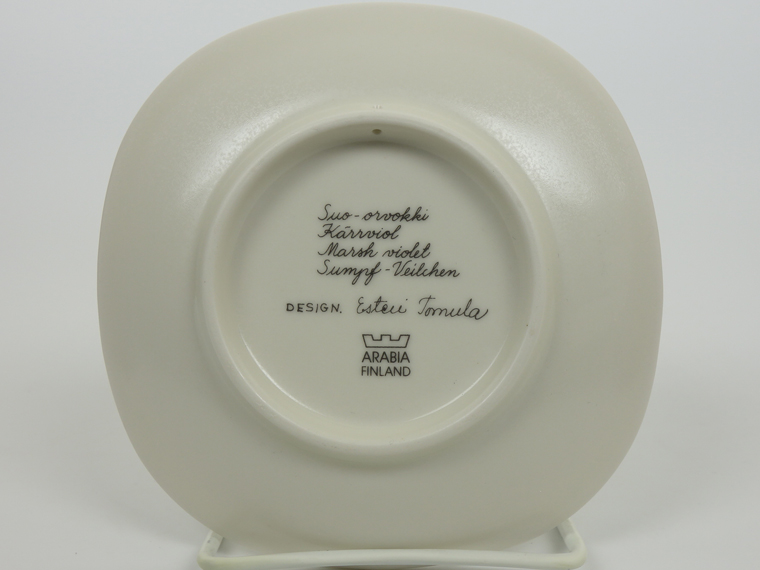 Suo-orvokki
Kärrviol
Marsh violet
Sumpf-Veilchen
DESIGN. Esteri Tomula
ARABIA
FINLAND